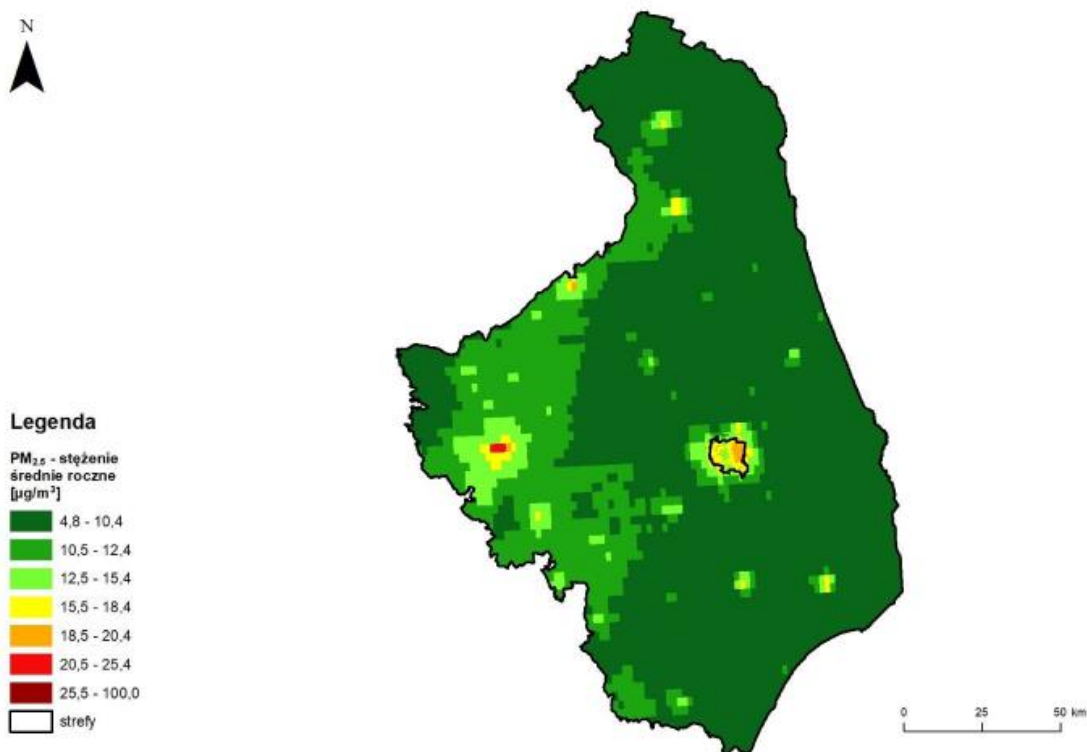 N
Legenda
PM₂.₅ - stężenie
średnie roczne
[µg/m³]
4,8 - 10,4
10,5 - 12,4
12,5 - 15,4
15,5 - 18,4
18,5 - 20,4
20,5 - 25,4
25,5 - 100,0
strefy
0 25 50 km